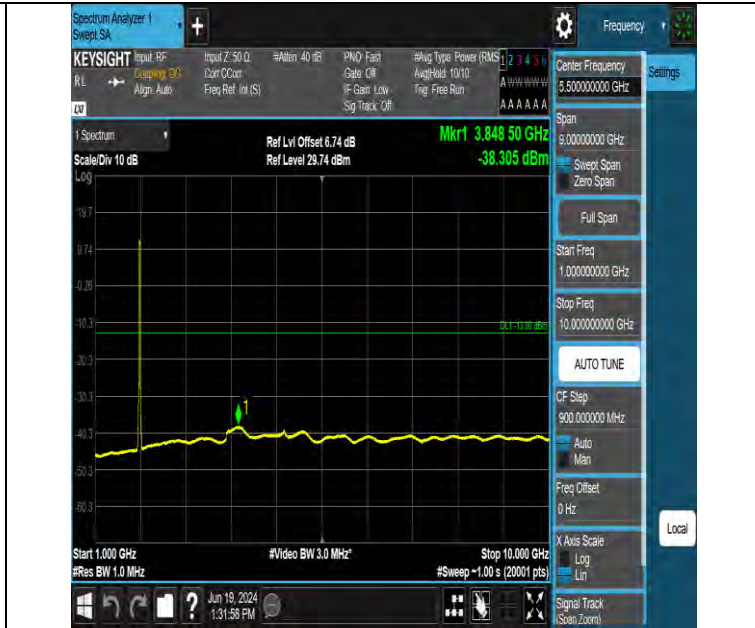 Spectrum Analyzer 1
Swept SA
+
Frequency
KEYSIGHT
Input: RF
Input Z: 50 Ω
#Atten: 40 dB
PNO: Fast
#Avg Type: Power (RMS
1 2 3 4 5 6
RL
Coupling: DC
Corr CCorr
Gate: Off
Avg|Hold: 10/10
A W W W W W
Align: Auto
Freq Ref: Int (S)
IF Gain: Low
Trig: Free Run
Sig Track: Off
A A A A A A
LXI
1 Spectrum
Ref Lvl Offset 6.74 dB
Mkr1 3.848 50 GHz
Scale/Div 10 dB
Ref Level 29.74 dBm
-38.305 dBm
Log
19.7
9.74
-0.26
-10.3
DL1 -13.00 dBm
-20.3
-30.3
1
-40.3
-50.3
-60.3
Start 1.000 GHz
#Video BW 3.0 MHz*
Stop 10.000 GHz
#Res BW 1.0 MHz
#Sweep ~1.00 s (20001 pts)
?
Jun 19, 2024
1:31:58 PM
Center Frequency
5.500000000 GHz
Settings
Span
9.00000000 GHz
Swept Span
Zero Span
Full Span
Start Freq
1.000000000 GHz
Stop Freq
10.000000000 GHz
AUTO TUNE
CF Step
900.000000 MHz
Auto
Man
Freq Offset
0 Hz
X Axis Scale
Log
Lin
Local
Signal Track
(Span Zoom)